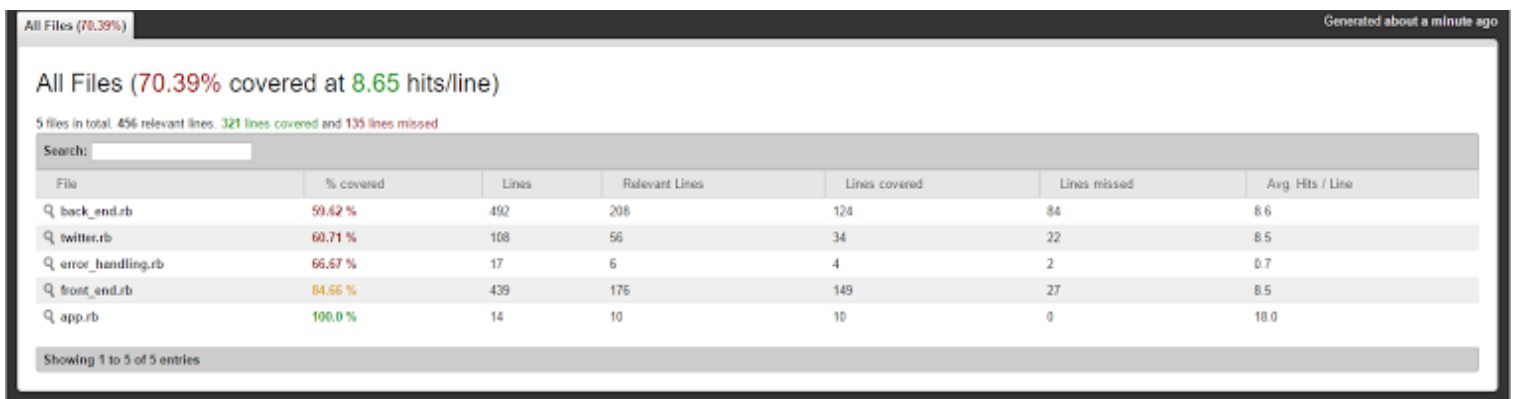 All Files (70.39%)
Generated about a minute ago
All Files (70.39% covered at 8.65 hits/line)
5 files in total. 456 relevant lines. 321 lines covered and 135 lines missed
Search:
File % covered Lines Relevant Lines Lines covered Lines missed Avg. Hits / Line
back_end.rb 59.62 % 492 208 124 84 8.6
twitter.rb 60.71 % 108 56 34 22 8.5
error_handling.rb 66.67 % 17 6 4 2 0.7
front_end.rb 84.66 % 439 176 149 27 8.5
app.rb 100.0 % 14 10 10 0 18.0
Showing 1 to 5 of 5 entries